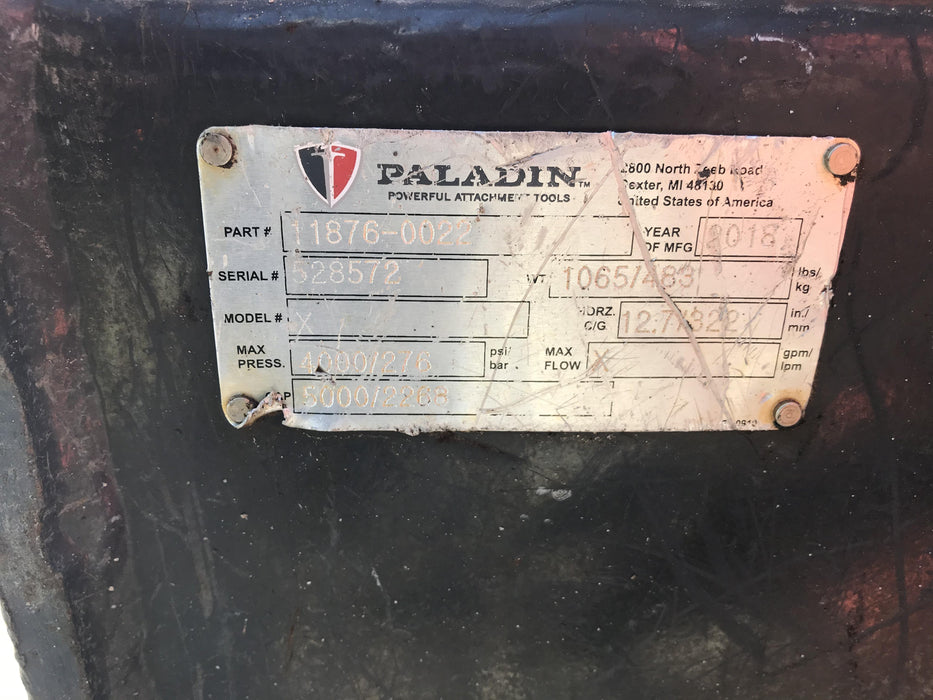 PALADIN™
POWERFUL ATTACHMENT TOOLS
2800 North Zeeb Road
Dexter, MI 48130
United States of America
PART # 11876-0022 YEAR OF MFG 2018
SERIAL # 528572 WT 1065/483 lbs/ kg
MODEL # X HORZ. C/G 12.7/322 in./ mm
MAX PRESS. 4000/276 psi/ bar MAX FLOW X gpm/ lpm
5000/2268